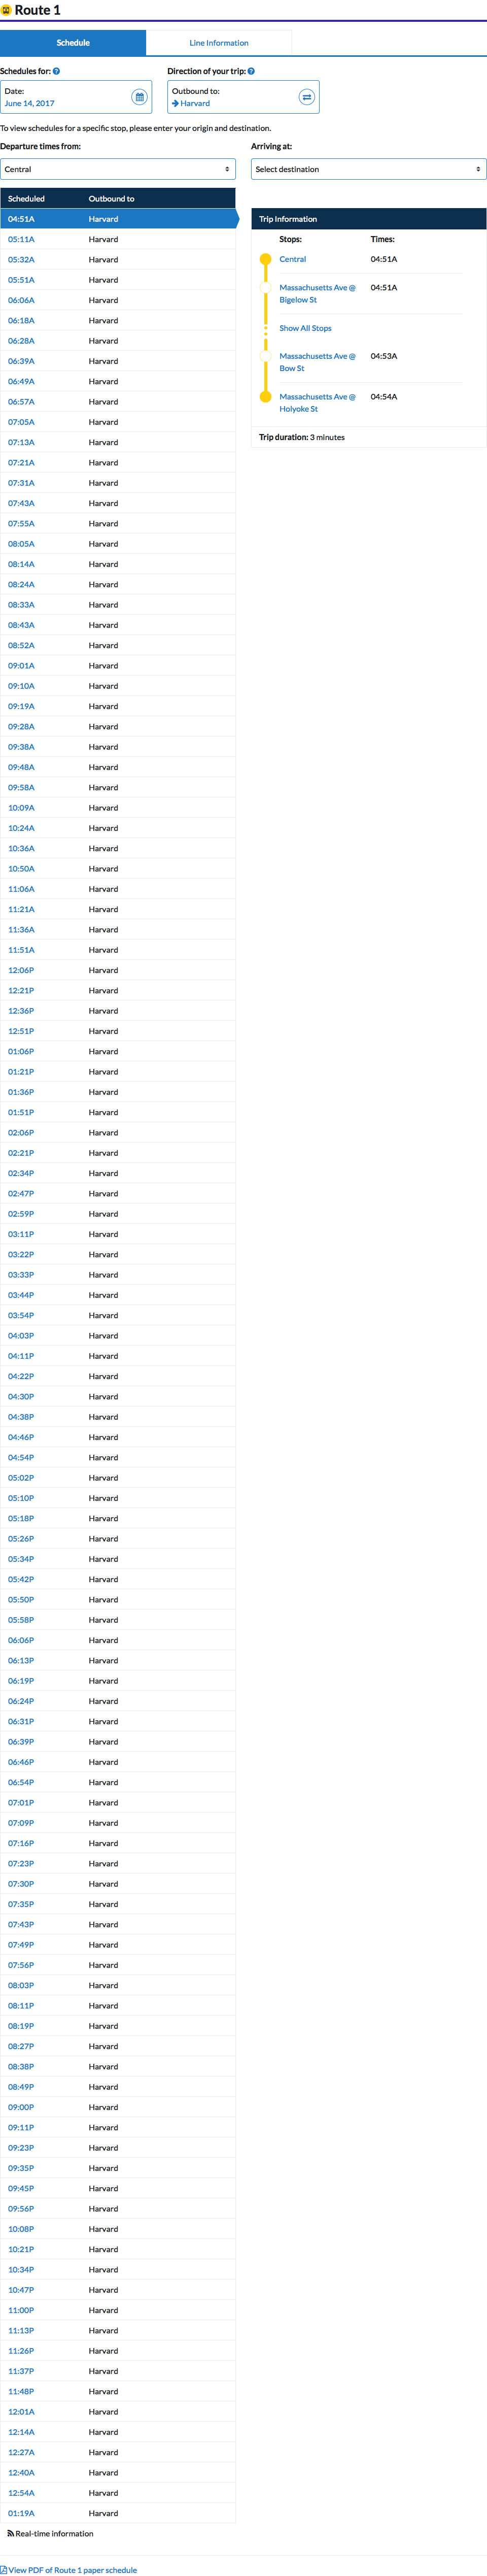 Route 1
Schedule
Line Information
Schedules for:
Direction of your trip:
Date:
June 14, 2017
Outbound to:
Harvard
To view schedules for a specific stop, please enter your origin and destination.
Departure times from:
Arriving at:
Central
Select destination
Scheduled Outbound to
04:51A Harvard
05:11A Harvard
05:32A Harvard
05:51A Harvard
06:06A Harvard
06:18A Harvard
06:28A Harvard
06:39A Harvard
06:49A Harvard
06:57A Harvard
07:05A Harvard
07:13A Harvard
07:21A Harvard
07:31A Harvard
07:43A Harvard
07:55A Harvard
08:05A Harvard
08:14A Harvard
08:24A Harvard
08:33A Harvard
08:43A Harvard
08:52A Harvard
09:01A Harvard
09:10A Harvard
09:19A Harvard
09:28A Harvard
09:38A Harvard
09:48A Harvard
09:58A Harvard
10:09A Harvard
10:24A Harvard
10:36A Harvard
10:50A Harvard
11:06A Harvard
11:21A Harvard
11:36A Harvard
11:51A Harvard
12:06P Harvard
12:21P Harvard
12:36P Harvard
12:51P Harvard
01:06P Harvard
01:21P Harvard
01:36P Harvard
01:51P Harvard
02:06P Harvard
02:21P Harvard
02:34P Harvard
02:47P Harvard
02:59P Harvard
03:11P Harvard
03:22P Harvard
03:33P Harvard
03:44P Harvard
03:54P Harvard
04:03P Harvard
04:11P Harvard
04:22P Harvard
04:30P Harvard
04:38P Harvard
04:46P Harvard
04:54P Harvard
05:02P Harvard
05:10P Harvard
05:18P Harvard
05:26P Harvard
05:34P Harvard
05:42P Harvard
05:50P Harvard
05:58P Harvard
06:06P Harvard
06:13P Harvard
06:19P Harvard
06:24P Harvard
06:31P Harvard
06:39P Harvard
06:46P Harvard
06:54P Harvard
07:01P Harvard
07:09P Harvard
07:16P Harvard
07:23P Harvard
07:30P Harvard
07:35P Harvard
07:43P Harvard
07:49P Harvard
07:56P Harvard
08:03P Harvard
08:11P Harvard
08:19P Harvard
08:27P Harvard
08:38P Harvard
08:49P Harvard
09:00P Harvard
09:11P Harvard
09:23P Harvard
09:35P Harvard
09:45P Harvard
09:56P Harvard
10:08P Harvard
10:21P Harvard
10:34P Harvard
10:47P Harvard
11:00P Harvard
11:13P Harvard
11:26P Harvard
11:37P Harvard
11:48P Harvard
12:01A Harvard
12:14A Harvard
12:27A Harvard
12:40A Harvard
12:54A Harvard
01:19A Harvard
Trip Information
Stops: Times:
Central 04:51A
Massachusetts Ave @ 04:51A
Bigelow St
Show All Stops
Massachusetts Ave @ 04:53A
Bow St
Massachusetts Ave @ 04:54A
Holyoke St
Trip duration: 3 minutes
Real-time information
View PDF of Route 1 paper schedule